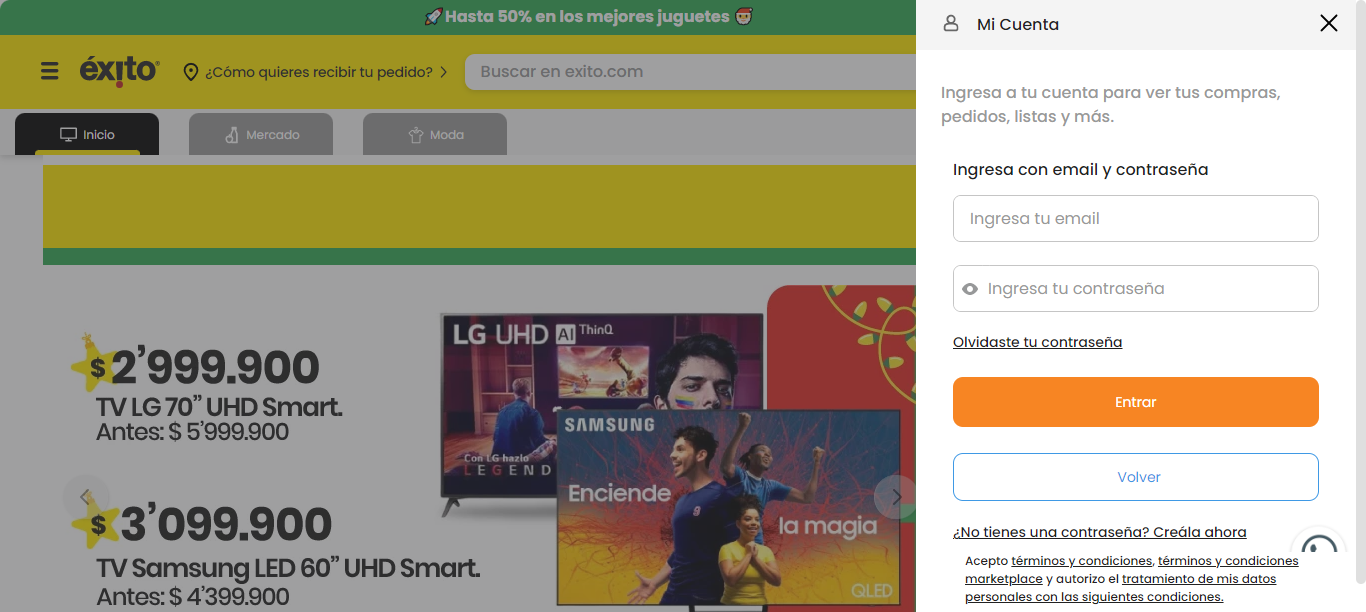 Hasta 50% en los mejores juguetes
éxito
¿Cómo quieres recibir tu pedido?
Buscar en exito.com
Inicio
Mercado
Moda
$ 2’999.900
TV LG 70” UHD Smart.
Antes: $ 5’999.900
$ 3’099.900
TV Samsung LED 60” UHD Smart.
Antes: $ 4’399.900
LG UHD AI ThinQ
Con LG hazlo
LEGEND
SAMSUNG
Enciende
la magia
QLED
Mi Cuenta
Ingresa a tu cuenta para ver tus compras,
pedidos, listas y más.
Ingresa con email y contraseña
Ingresa tu email
Ingresa tu contraseña
Olvidaste tu contraseña
Entrar
Volver
¿No tienes una contraseña? Creála ahora
Acepto términos y condiciones, términos y condiciones
marketplace y autorizo el tratamiento de mis datos
personales con las siguientes condiciones.